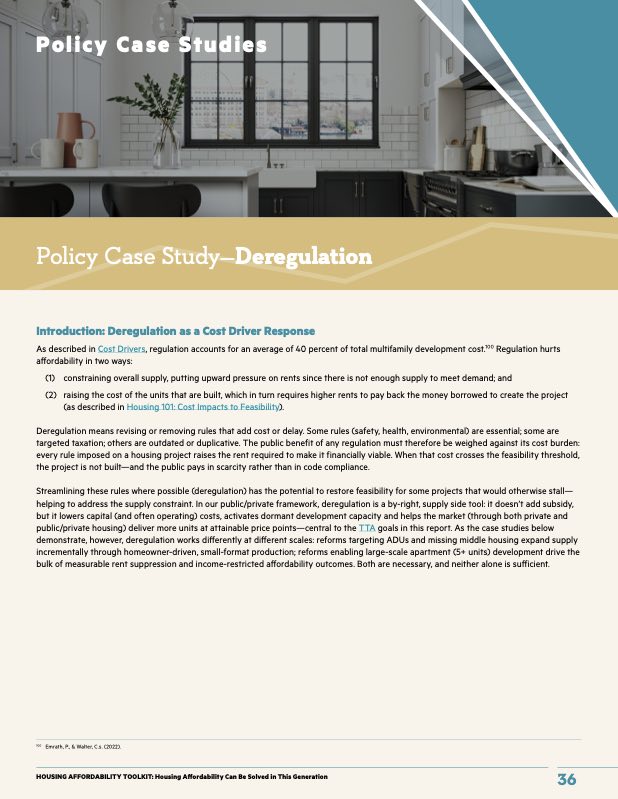 Policy Case Studies
Policy Case Study—Deregulation
Introduction: Deregulation as a Cost Driver Response
As described in Cost Drivers, regulation accounts for an average of 40 percent of total multifamily development cost.¹⁰⁰ Regulation hurts
affordability in two ways:
(1) constraining overall supply, putting upward pressure on rents since there is not enough supply to meet demand; and
(2) raising the cost of the units that are built, which in turn requires higher rents to pay back the money borrowed to create the project
(as described in Housing 101: Cost Impacts to Feasibility).
Deregulation means revising or removing rules that add cost or delay. Some rules (safety, health, environmental) are essential; some are
targeted taxation; others are outdated or duplicative. The public benefit of any regulation must therefore be weighed against its cost burden:
every rule imposed on a housing project raises the rent required to make it financially viable. When that cost crosses the feasibility threshold,
the project is not built—and the public pays in scarcity rather than in code compliance.
Streamlining these rules where possible (deregulation) has the potential to restore feasibility for some projects that would otherwise stall—
helping to address the supply constraint. In our public/private framework, deregulation is a by-right, supply side tool: it doesn't add subsidy,
but it lowers capital (and often operating) costs, activates dormant development capacity and helps the market (through both private and
public/private housing) deliver more units at attainable price points—central to the TTA goals in this report. As the case studies below
demonstrate, however, deregulation works differently at different scales: reforms targeting ADUs and missing middle housing expand supply
incrementally through homeowner-driven, small-format production; reforms enabling large-scale apartment (5+ units) development drive the
bulk of measurable rent suppression and income-restricted affordability outcomes. Both are necessary, and neither alone is sufficient.
¹⁰⁰ Emrath, P., & Walter, C.s. (2022).
HOUSING AFFORDABILITY TOOLKIT: Housing Affordability Can Be Solved in This Generation
36